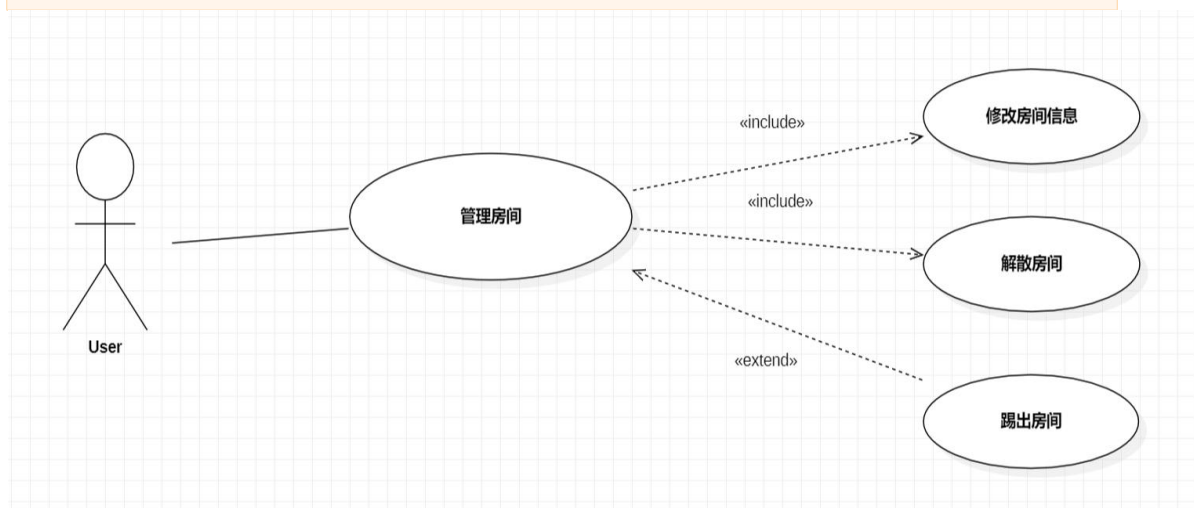 «include»
修改房间信息
«include»
管理房间
解散房间
User
«extend»
踢出房间